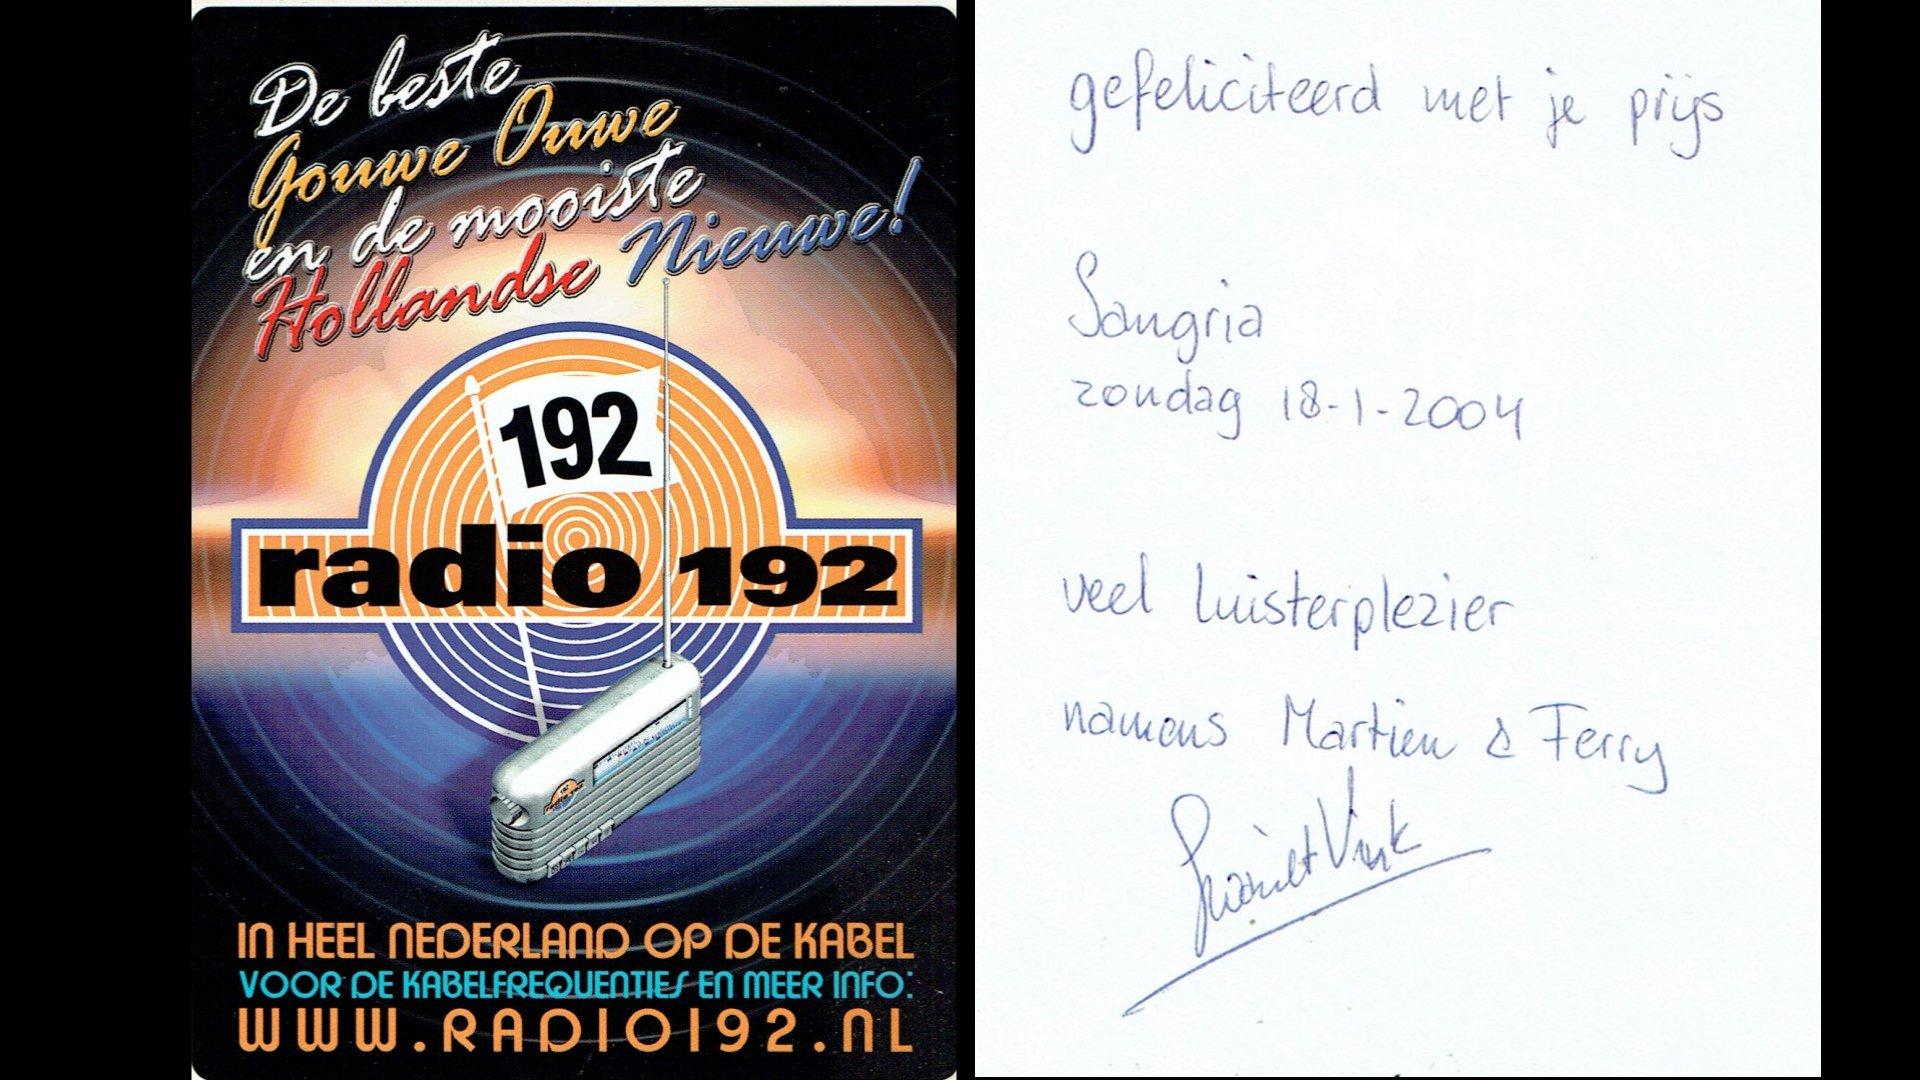 De beste
Gouwe Ouwe
en de mooiste
Hollandse Nieuwe!
192
radio 192
IN HEEL NEDERLAND OP DE KABEL
VOOR DE KABELFREQUENTIES EN MEER INFO:
WWW.RADIO192.NL
gefeliciteerd met je prijs
Sangria
zondag 18-1-2004
veel luisterplezier
namens Martien & Ferry
Vink